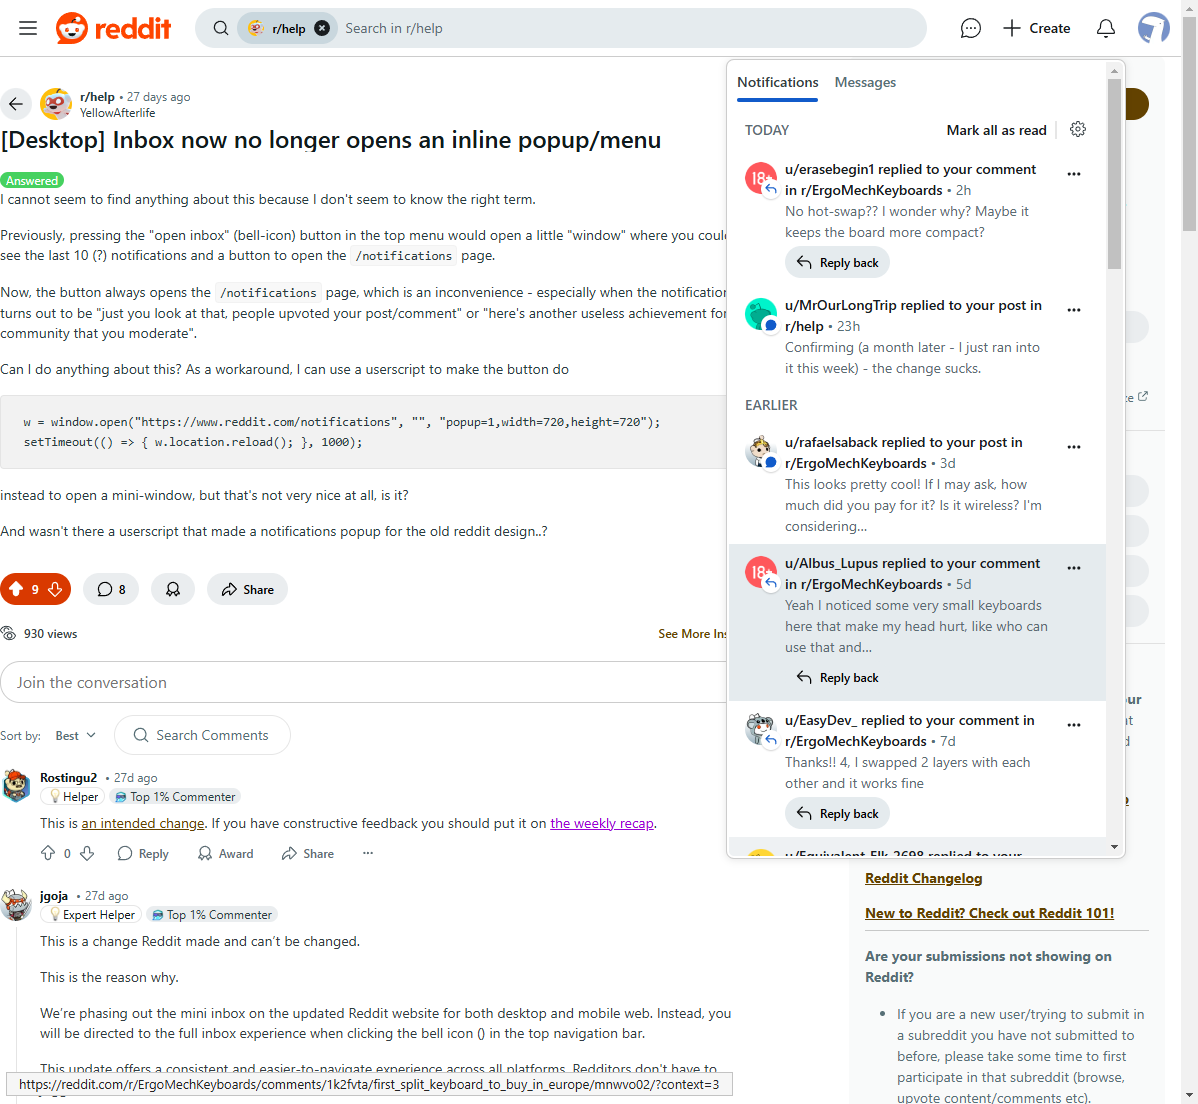 reddit
r/help
Search in r/help
Create
r/help • 27 days ago
YellowAfterlife
[Desktop] Inbox now no longer opens an inline popup/menu
Answered
I cannot seem to find anything about this because I don't seem to know the right term.
Previously, pressing the "open inbox" (bell-icon) button in the top menu would open a little "window" where you could
see the last 10 (?) notifications and a button to open the /notifications page.
Now, the button always opens the /notifications page, which is an inconvenience - especially when the notification
turns out to be "just you look at that, people upvoted your post/comment" or "here's another useless achievement for
community that you moderate".
Can I do anything about this? As a workaround, I can use a userscript to make the button do
w = window.open("https://www.reddit.com/notifications", "", "popup=1,width=720,height=720");
setTimeout(() => { w.location.reload(); }, 1000);
instead to open a mini-window, but that's not very nice at all, is it?
And wasn't there a userscript that made a notifications popup for the old reddit design..?
9
8
Share
930 views
See More Ins
Join the conversation
Sort by: Best
Search Comments
Rostingu2 • 27d ago
Helper
Top 1% Commenter
This is an intended change. If you have constructive feedback you should put it on the weekly recap.
0
Reply
Award
Share
jgoja • 27d ago
Expert Helper
Top 1% Commenter
This is a change Reddit made and can't be changed.
This is the reason why.
We're phasing out the mini inbox on the updated Reddit website for both desktop and mobile web. Instead, you
will be directed to the full inbox experience when clicking the bell icon () in the top navigation bar.
This update offers a consistent and easier-to-navigate experience across all platforms. Redditors don't have to
https://reddit.com/r/ErgoMechKeyboards/comments/1k2fvta/first_split_keyboard_to_buy_in_europe/mnwvo02/?context=3
Notifications
Messages
TODAY
Mark all as read
u/erasebegin1 replied to your comment
in r/ErgoMechKeyboards • 2h
No hot-swap?? I wonder why? Maybe it
keeps the board more compact?
Reply back
u/MrOurLongTrip replied to your post in
r/help • 23h
Confirming (a month later - I just ran into
it this week) - the change sucks.
EARLIER
u/rafaelsaback replied to your post in
r/ErgoMechKeyboards • 3d
This looks pretty cool! If I may ask, how
much did you pay for it? Is it wireless? I'm
considering...
18+
u/Albus_Lupus replied to your comment
in r/ErgoMechKeyboards • 5d
Yeah I noticed some very small keyboards
here that make my head hurt, like who can
use that and...
Reply back
u/EasyDev_ replied to your comment in
r/ErgoMechKeyboards • 7d
Thanks!! 4, I swapped 2 layers with each
other and it works fine
Reply back
u/Equivalent-Elk-2698 replied to your
Reddit Changelog
New to Reddit? Check out Reddit 101!
Are your submissions not showing on
Reddit?
If you are a new user/trying to submit in
a subreddit you have not submitted to
before, please take some time to first
participate in that subreddit (browse,
upvote content/comments etc).